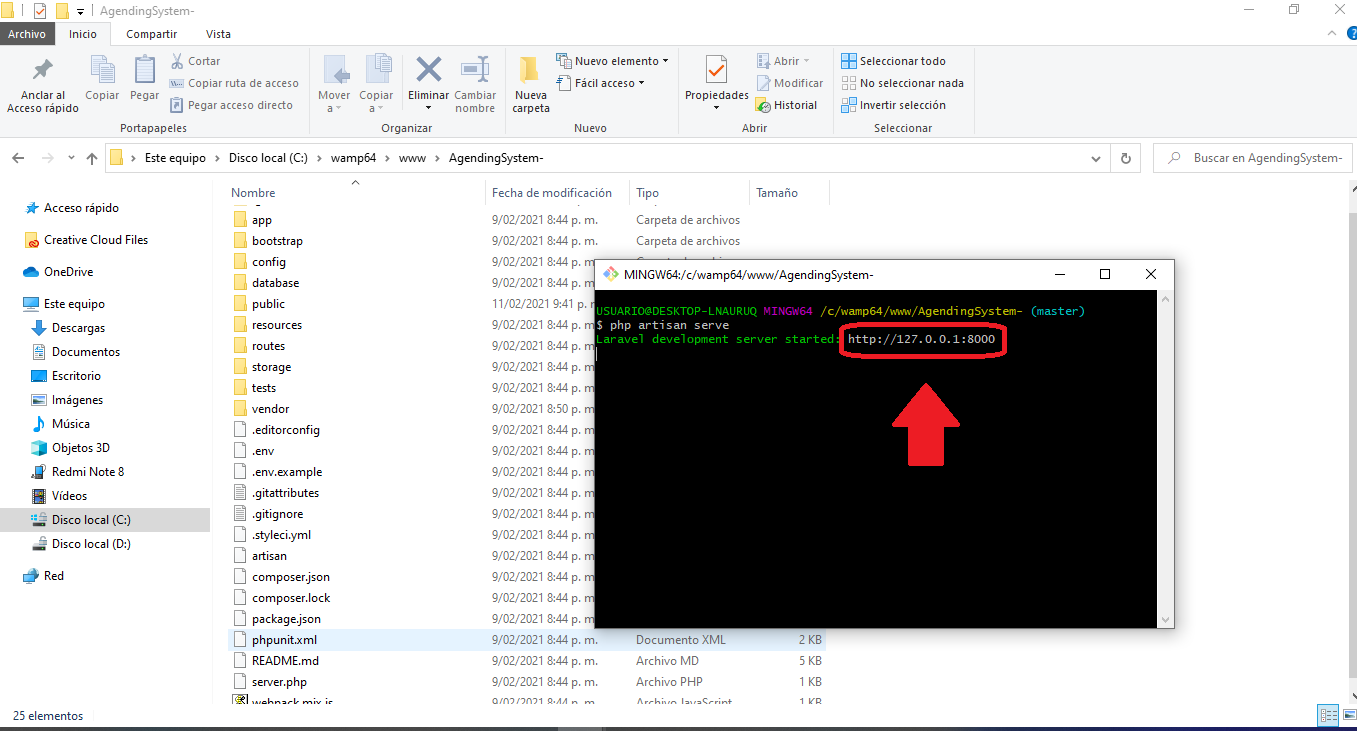 AgendingSystem-
Archivo Inicio Compartir Vista
Anclar al Acceso rápido
Copiar
Pegar
Cortar
Copiar ruta de acceso
Pegar acceso directo
Portapapeles
Mover a
Copiar a
Eliminar
Cambiar nombre
Organizar
Nueva carpeta
Nuevo elemento
Fácil acceso
Nuevo
Propiedades
Abrir
Modificar
Historial
Abrir
Seleccionar todo
No seleccionar nada
Invertir selección
Seleccionar
Este equipo › Disco local (C:) › wamp64 › www › AgendingSystem-
Buscar en AgendingSystem-
Acceso rápido
Creative Cloud Files
OneDrive
Este equipo
Descargas
Documentos
Escritorio
Imágenes
Música
Objetos 3D
Redmi Note 8
Vídeos
Disco local (C:)
Disco local (D:)
Red
Nombre Fecha de modificación Tipo Tamaño
app 9/02/2021 8:44 p. m. Carpeta de archivos
bootstrap 9/02/2021 8:44 p. m. Carpeta de archivos
config 9/02/2021 8:44 p. m.
database 9/02/2021 8:44 p. m
public 11/02/2021 9:41 p. m
resources 9/02/2021 8:44 p. m
routes 9/02/2021 8:44 p. m
storage 9/02/2021 8:44 p. m
tests 9/02/2021 8:44 p. m
vendor 9/02/2021 8:50 p. m
.editorconfig 9/02/2021 8:44 p. m
.env 9/02/2021 8:44 p. m
.env.example 9/02/2021 8:44 p. m
.gitattributes 9/02/2021 8:44 p. m
.gitignore 9/02/2021 8:44 p. m
.styleci.yml 9/02/2021 8:44 p. m
artisan 9/02/2021 8:44 p. m
composer.json 9/02/2021 8:44 p. m
composer.lock 9/02/2021 8:44 p. m
package.json 9/02/2021 8:44 p. m
phpunit.xml 9/02/2021 8:44 p. m. Documento XML 2 KB
README.md 9/02/2021 8:44 p. m. Archivo MD 5 KB
server.php 9/02/2021 8:44 p. m. Archivo PHP 1 KB
webpack.mix.js 9/02/2021 8:44 p. m. Archivo JavaScript 1 KB
MINGW64:/c/wamp64/www/AgendingSystem-
USUARIO@DESKTOP-LNAURUQ MINGW64 /c/wamp64/www/AgendingSystem- (master)
$ php artisan serve
Laravel development server started: http://127.0.0.1:8000
25 elementos